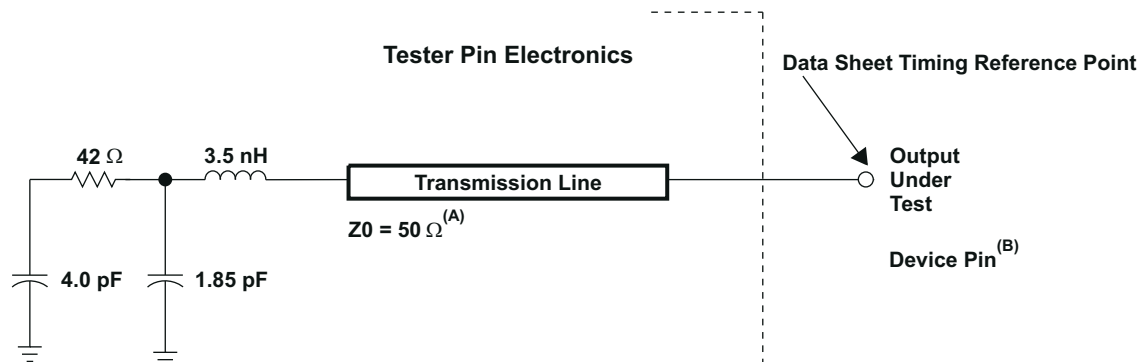 Tester Pin Electronics
Data Sheet Timing Reference Point
42 Ω
3.5 nH
Transmission Line
Output
Under
Test
Z0 = 50 Ω(A)
Device Pin(B)
4.0 pF
1.85 pF